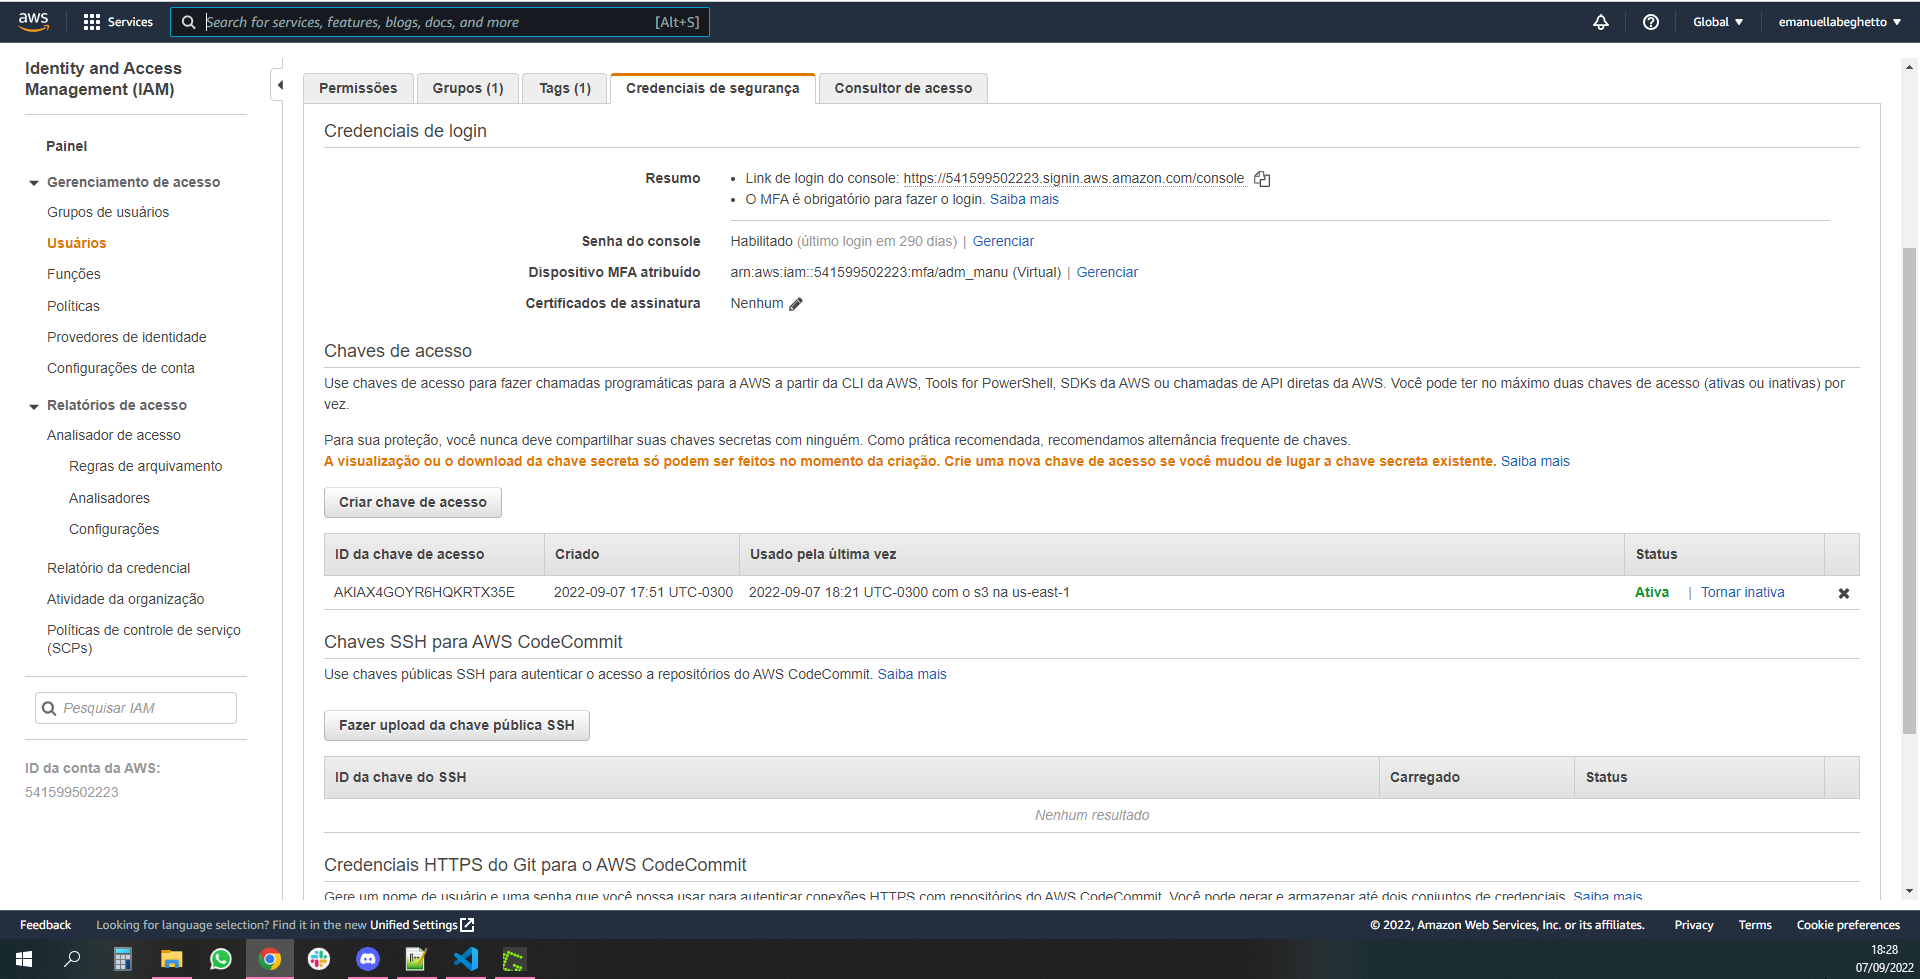 aws
Services
Search for services, features, blogs, docs, and more
[Alt+S]
Global
emanuellabeghetto
Identity and Access
Management (IAM)
Painel
Gerenciamento de acesso
Grupos de usuários
Usuários
Funções
Políticas
Provedores de identidade
Configurações de conta
Relatórios de acesso
Analisador de acesso
Regras de arquivamento
Analisadores
Configurações
Relatório da credencial
Atividade da organização
Políticas de controle de serviço
(SCPs)
Pesquisar IAM
ID da conta da AWS:
541599502223
Permissões
Grupos (1)
Tags (1)
Credenciais de segurança
Consultor de acesso
Credenciais de login
Resumo
• Link de login do console: https://541599502223.signin.aws.amazon.com/console
• O MFA é obrigatório para fazer o login. Saiba mais
Senha do console Habilitado (último login em 290 dias) | Gerenciar
Dispositivo MFA atribuído arn:aws:iam::541599502223:mfa/adm_manu (Virtual) | Gerenciar
Certificados de assinatura Nenhum
Chaves de acesso
Use chaves de acesso para fazer chamadas programáticas para a AWS a partir da CLI da AWS, Tools for PowerShell, SDKs da AWS ou chamadas de API diretas da AWS. Você pode ter no máximo duas chaves de acesso (ativas ou inativas) por
vez.
Para sua proteção, você nunca deve compartilhar suas chaves secretas com ninguém. Como prática recomendada, recomendamos alternância frequente de chaves.
A visualização ou o download da chave secreta só podem ser feitos no momento da criação. Crie uma nova chave de acesso se você mudou de lugar a chave secreta existente. Saiba mais
Criar chave de acesso
ID da chave de acesso Criado Usado pela última vez Status
AKIAX4GOYR6HQKRTX35E 2022-09-07 17:51 UTC-0300 2022-09-07 18:21 UTC-0300 com o s3 na us-east-1 Ativa | Tornar inativa
Chaves SSH para AWS CodeCommit
Use chaves públicas SSH para autenticar o acesso a repositórios do AWS CodeCommit. Saiba mais
Fazer upload da chave pública SSH
ID da chave do SSH Carregado Status
Nenhum resultado
Credenciais HTTPS do Git para o AWS CodeCommit
Gere um nome de usuário e uma senha que você possa usar para autenticar conexões HTTPS com repositórios do AWS CodeCommit. Você pode gerar e armazenar até dois conjuntos de credenciais. Saiba mais
Feedback
Looking for language selection? Find it in the new Unified Settings
© 2022, Amazon Web Services, Inc. or its affiliates.
Privacy
Terms
Cookie preferences
18:28
07/09/2022